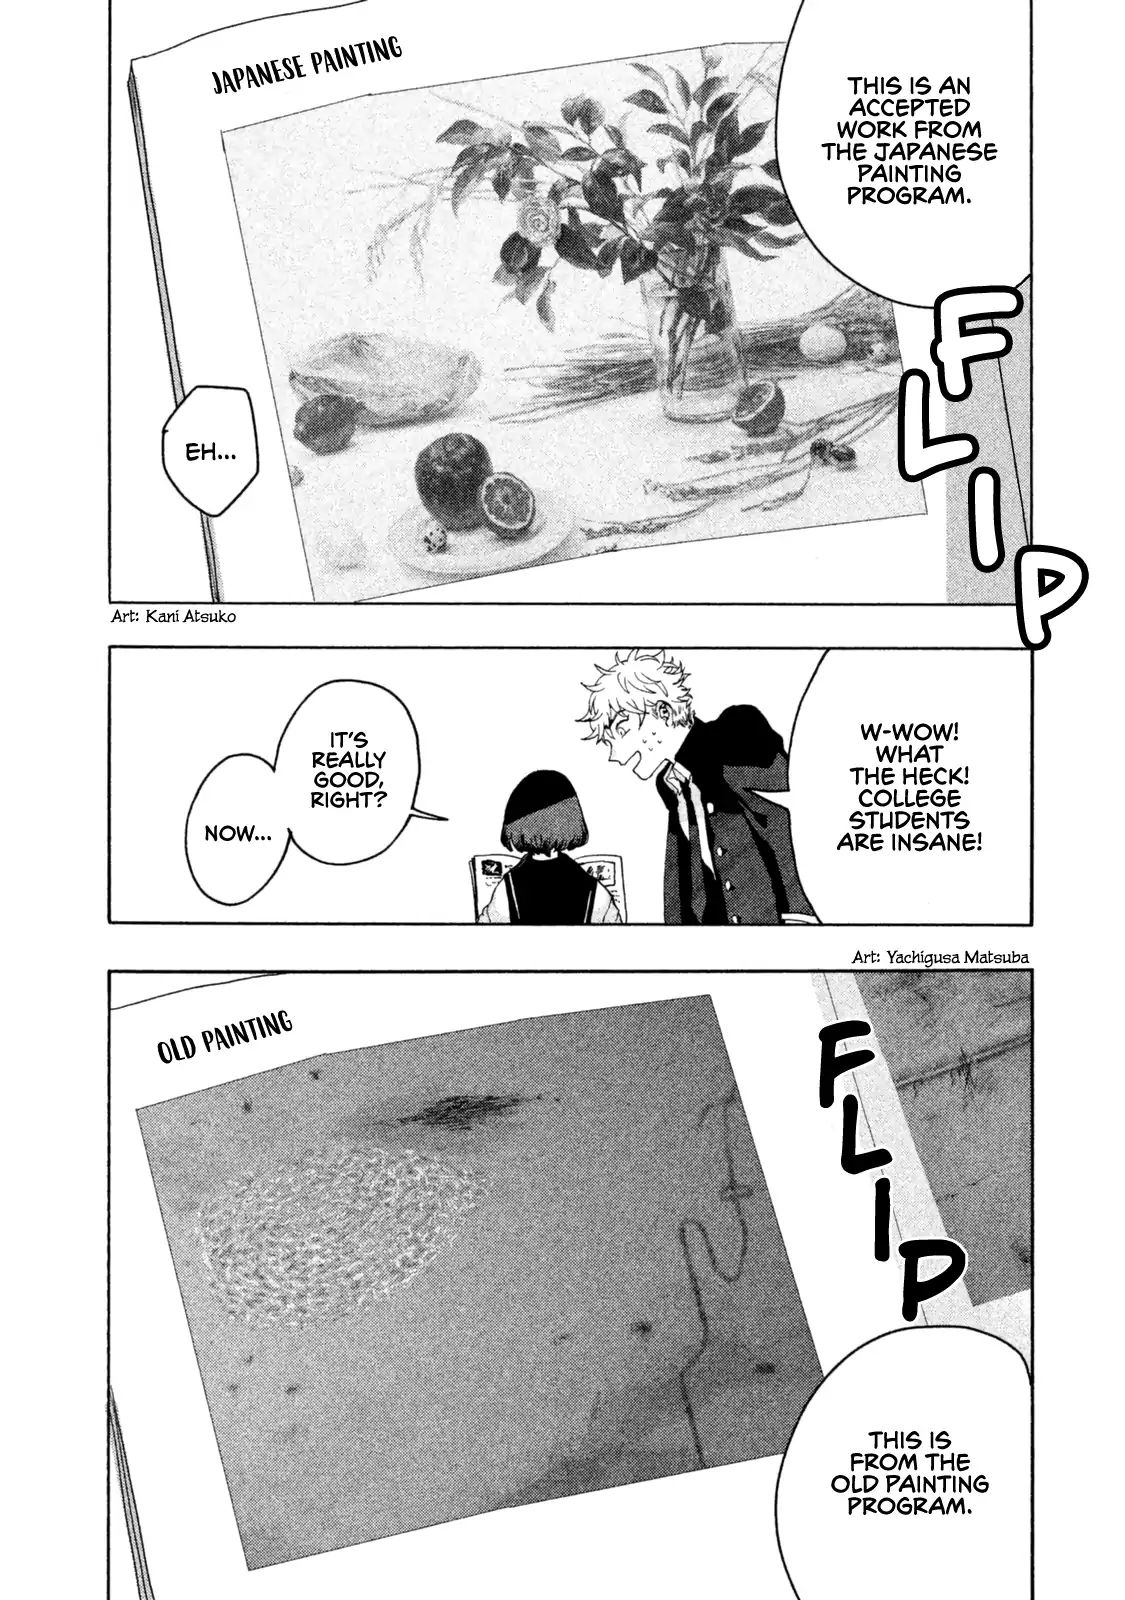 JAPANESE PAINTING
THIS IS AN
ACCEPTED
WORK FROM
THE JAPANESE
PAINTING
PROGRAM.
FLIP
EH...
Art: Kani Atsuko
W-WOW!
WHAT
THE HECK!
COLLEGE
STUDENTS
ARE INSANE!
IT'S
REALLY
GOOD,
RIGHT?
NOW...
Art: Yachigusa Matsuba
OLD PAINTING
FLIP
THIS IS
FROM THE
OLD PAINTING
PROGRAM.